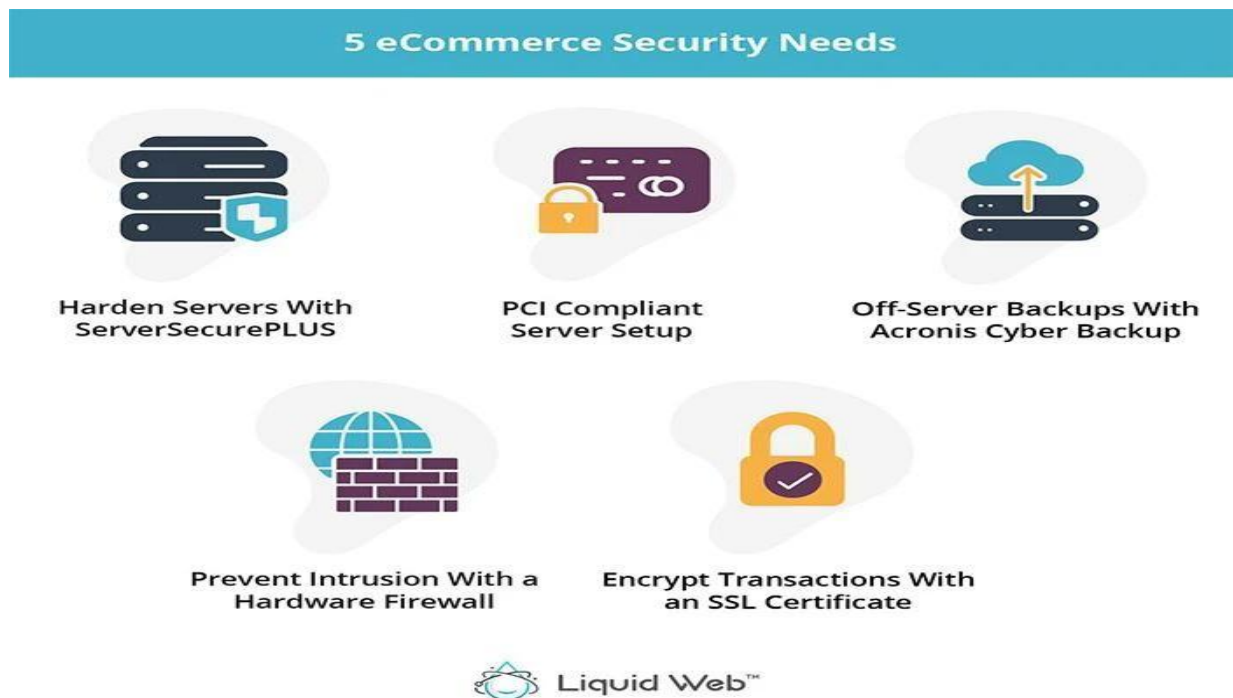 5 eCommerce Security Needs
Harden Servers With
ServerSecurePLUS
PCI Compliant
Server Setup
Off-Server Backups With
Acronis Cyber Backup
Prevent Intrusion With a
Hardware Firewall
Encrypt Transactions With
an SSL Certificate
Liquid Web™